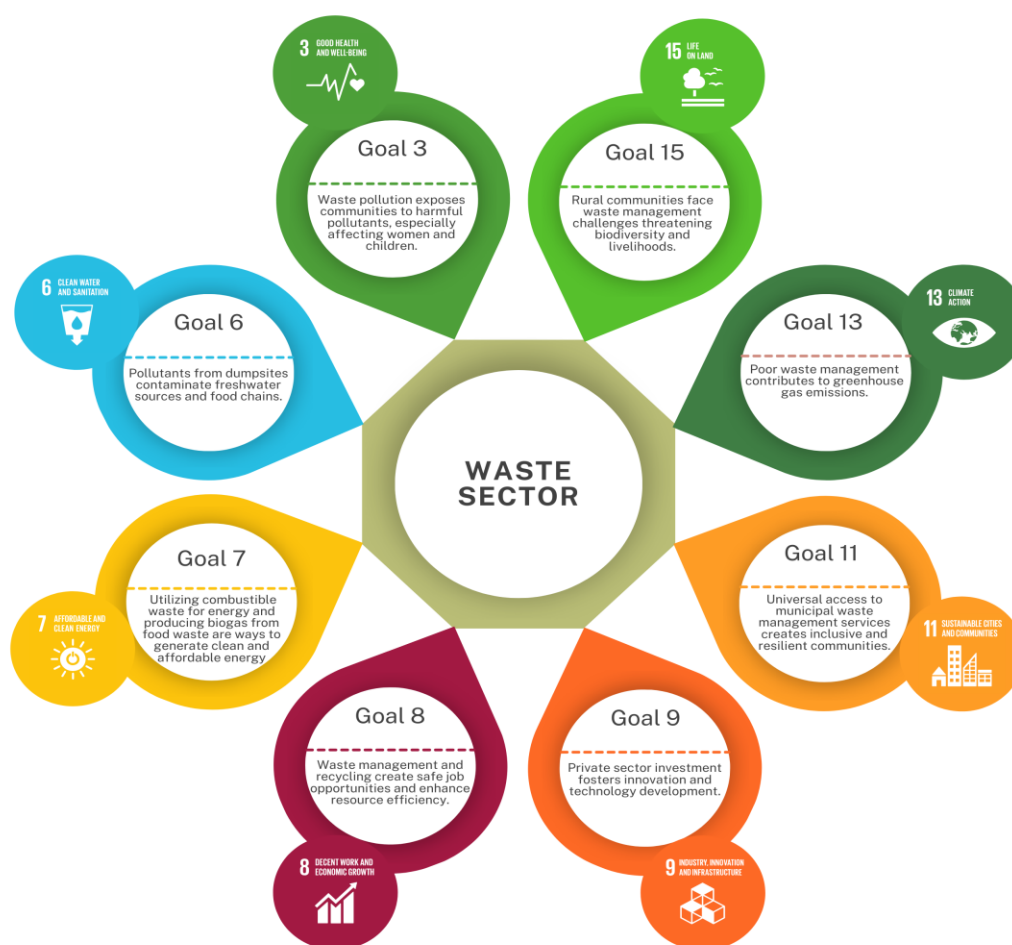 3 GOOD HEALTH
AND WELL-BEING
Goal 3
Waste pollution exposes
communities to harmful
pollutants, especially
affecting women and
children.
15 LIFE
ON LAND
Goal 15
Rural communities face
waste management
challenges threatening
biodiversity and
livelihoods.
6 CLEAN WATER
AND SANITATION
Goal 6
Pollutants from dumpsites
contaminate freshwater
sources and food chains.
13 CLIMATE
ACTION
Goal 13
Poor waste management
contributes to greenhouse
gas emissions.
WASTE
SECTOR
7 AFFORDABLE AND
CLEAN ENERGY
Goal 7
Utilizing combustible
waste for energy and
producing biogas from
food waste are ways to
generate clean and
affordable energy
Goal 11
Universal access to
municipal waste
management services
creates inclusive and
resilient communities.
11 SUSTAINABLE CITIES
AND COMMUNITIES
Goal 8
Waste management and
recycling create safe job
opportunities and enhance
resource efficiency.
8 DECENT WORK AND
ECONOMIC GROWTH
Goal 9
Private sector investment
fosters innovation and
technology development.
9 INDUSTRY, INNOVATION
AND INFRASTRUCTURE